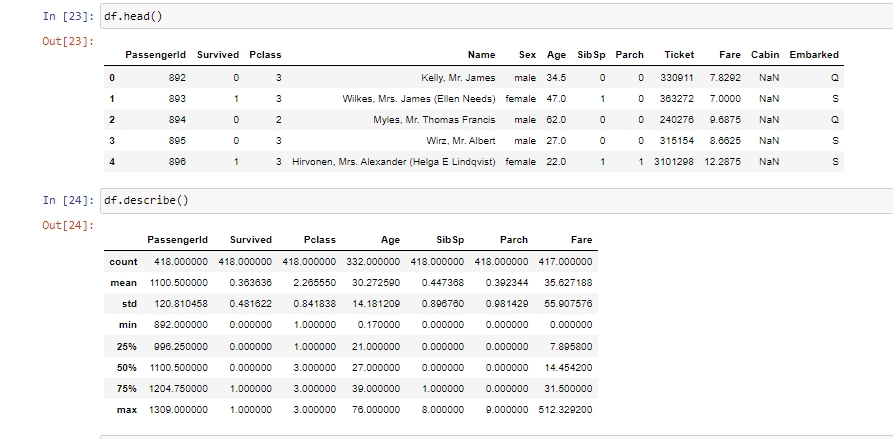 In [23]: df.head()
Out[23]:
PassengerId Survived Pclass Name Sex Age SibSp Parch Ticket Fare Cabin Embarked
0 892 0 3 Kelly, Mr. James male 34.5 0 0 330911 7.8292 NaN Q
1 893 1 3 Wilkes, Mrs. James (Ellen Needs) female 47.0 1 0 363272 7.0000 NaN S
2 894 0 2 Myles, Mr. Thomas Francis male 62.0 0 0 240276 9.6875 NaN Q
3 895 0 3 Wirz, Mr. Albert male 27.0 0 0 315154 8.6625 NaN S
4 896 1 3 Hirvonen, Mrs. Alexander (Helga E Lindqvist) female 22.0 1 1 3101298 12.2875 NaN S
In [24]: df.describe()
Out[24]:
PassengerId Survived Pclass Age SibSp Parch Fare
count 418.000000 418.000000 418.000000 332.000000 418.000000 418.000000 417.000000
mean 1100.500000 0.363636 2.265550 30.272590 0.447368 0.392344 35.627188
std 120.810458 0.481622 0.841838 14.181209 0.896760 0.981429 55.907576
min 892.000000 0.000000 1.000000 0.170000 0.000000 0.000000 0.000000
25% 996.250000 0.000000 1.000000 21.000000 0.000000 0.000000 7.895800
50% 1100.500000 0.000000 3.000000 27.000000 0.000000 0.000000 14.454200
75% 1204.750000 1.000000 3.000000 39.000000 1.000000 0.000000 31.500000
max 1309.000000 1.000000 3.000000 76.000000 8.000000 9.000000 512.329200